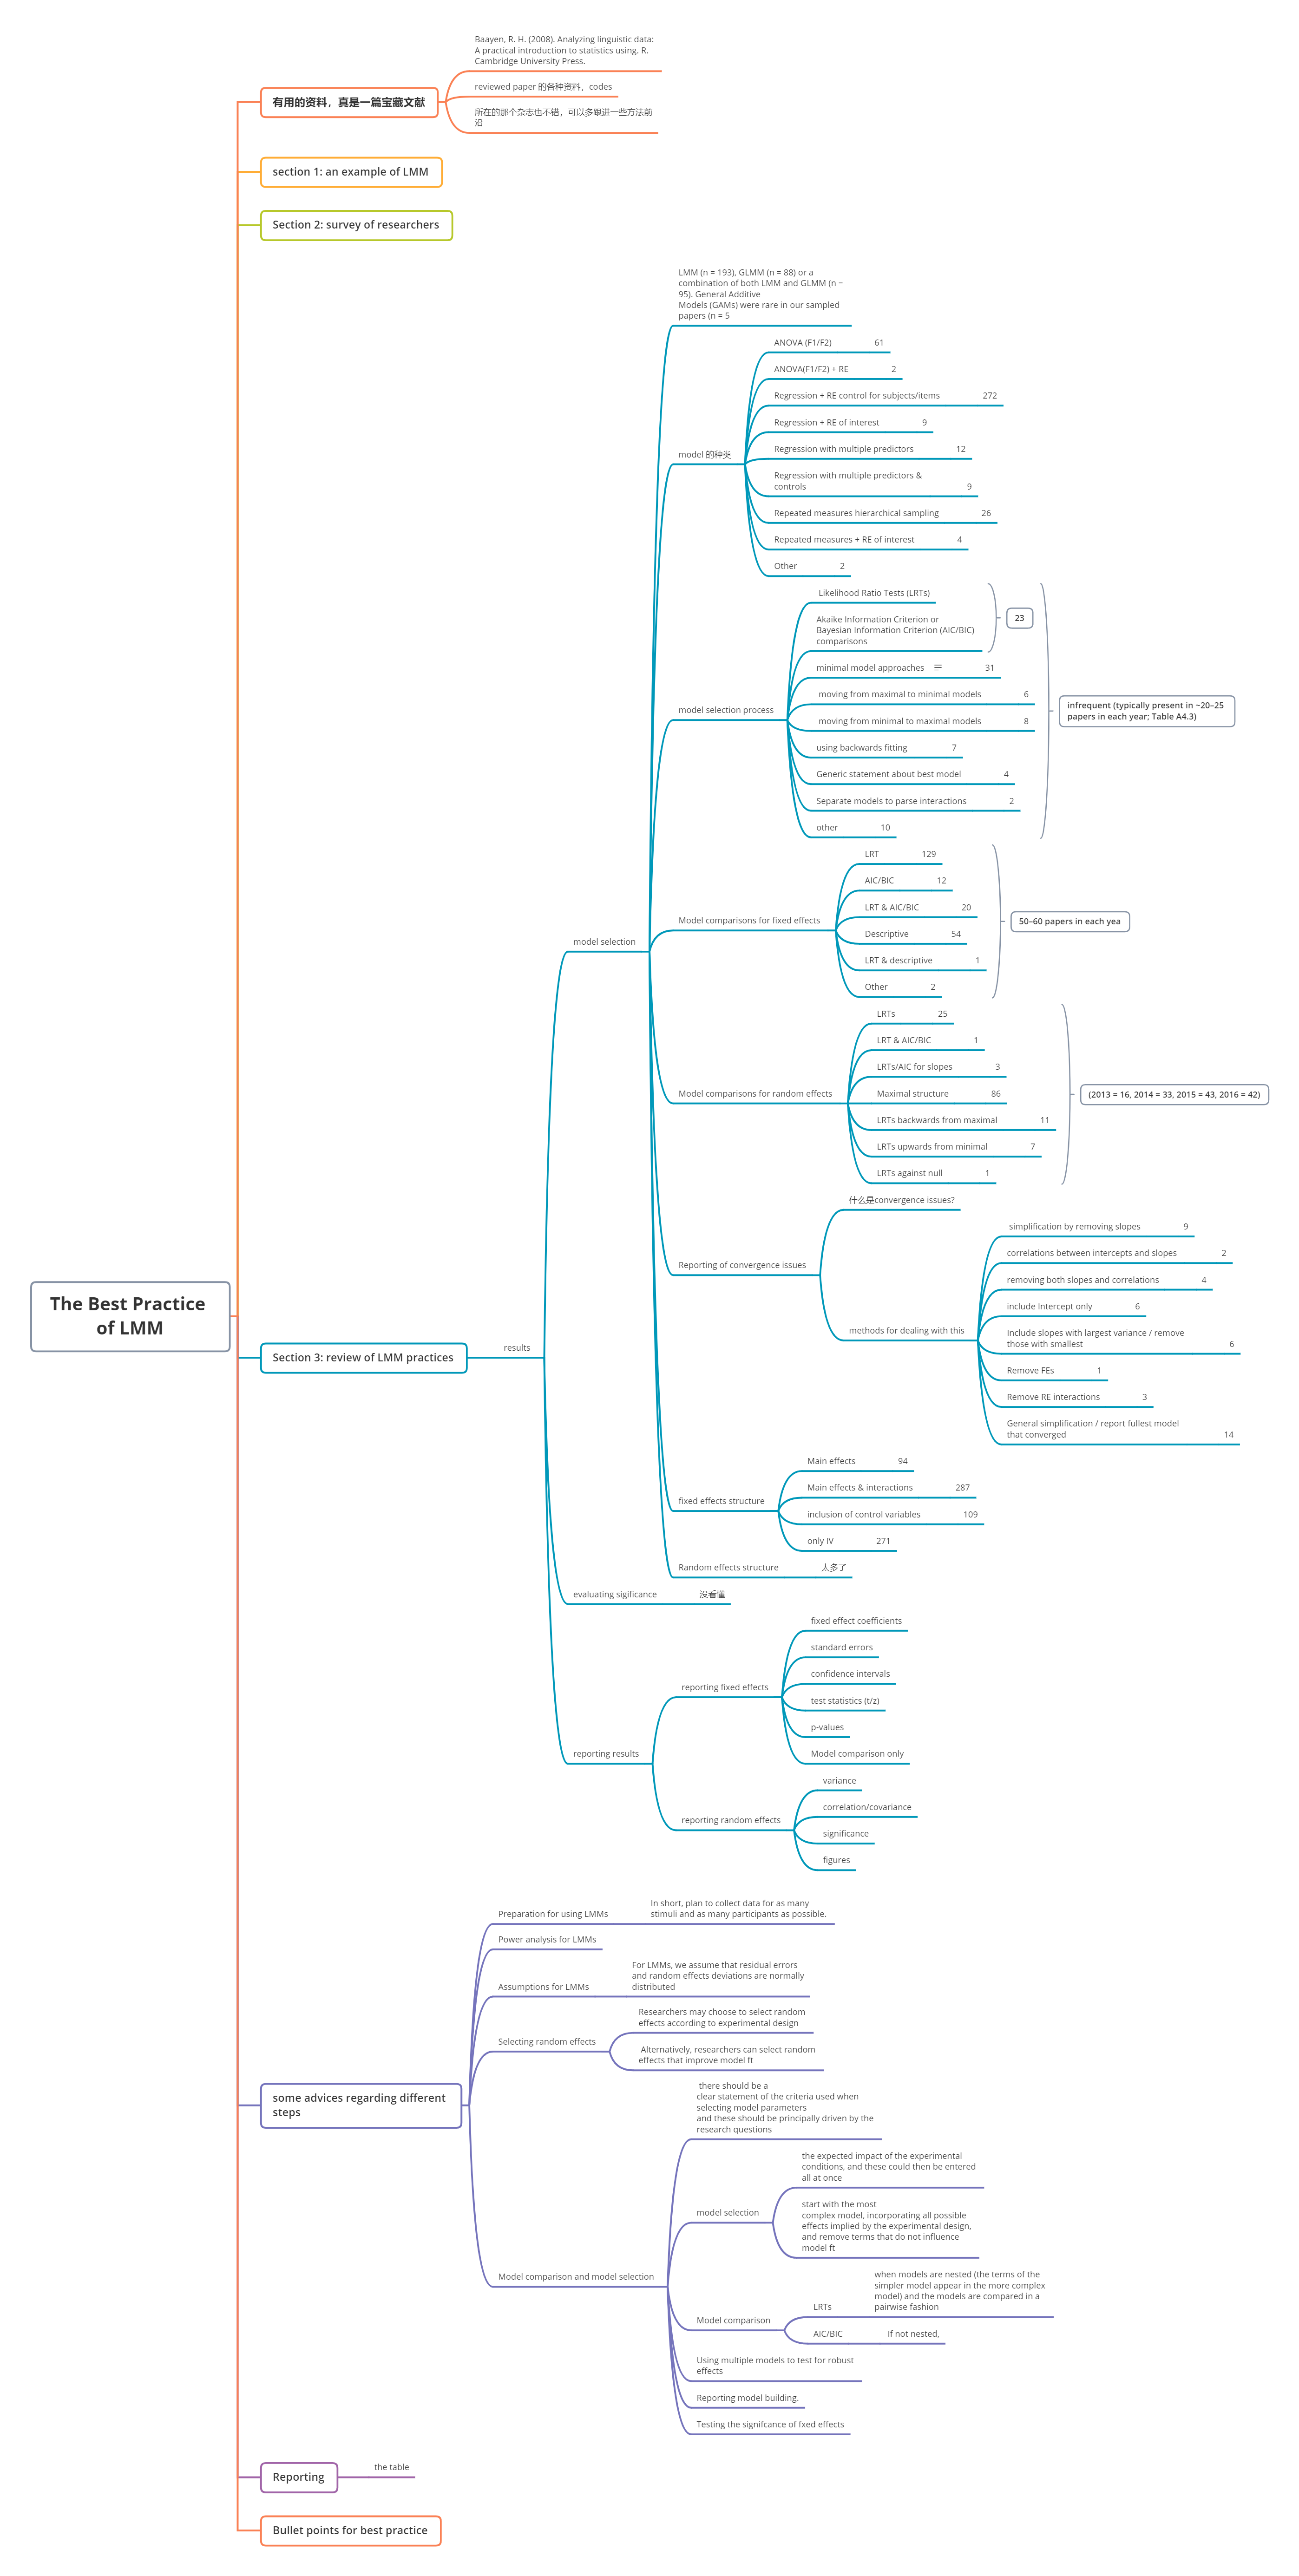 Baayen, R. H. (2008). Analyzing linguistic data:
A practical introduction to statistics using. R.
Cambridge University Press.
reviewed paper 的各种资料，codes
有用的资料，真是一篇宝藏文献
所在的那个杂志也不错，可以多跟进一些方法前
沿
section 1: an example of LMM
Section 2: survey of researchers
LMM (n = 193), GLMM (n = 88) or a
combination of both LMM and GLMM (n =
95). General Additive
Models (GAMs) were rare in our sampled
papers (n = 5
model 的种类
ANOVA (F1/F2) 61
ANOVA(F1/F2) + RE 2
Regression + RE control for subjects/items 272
Regression + RE of interest 9
Regression with multiple predictors 12
Regression with multiple predictors &
controls 9
Repeated measures hierarchical sampling 26
Repeated measures + RE of interest 4
Other 2
model selection process
Likelihood Ratio Tests (LRTs)
Akaike Information Criterion or
Bayesian Information Criterion (AIC/BIC)
comparisons
23
minimal model approaches 31
moving from maximal to minimal models 6
moving from minimal to maximal models 8
using backwards fitting 7
Generic statement about best model 4
Separate models to parse interactions 2
other 10
infrequent (typically present in ~20–25
papers in each year; Table A4.3)
model selection
Model comparisons for fixed effects
LRT 129
AIC/BIC 12
LRT & AIC/BIC 20
Descriptive 54
LRT & descriptive 1
Other 2
50–60 papers in each yea
Model comparisons for random effects
LRTs 25
LRT & AIC/BIC 1
LRTs/AIC for slopes 3
Maximal structure 86
LRTs backwards from maximal 11
LRTs upwards from minimal 7
LRTs against null 1
(2013 = 16, 2014 = 33, 2015 = 43, 2016 = 42)
Reporting of convergence issues
什么是convergence issues?
methods for dealing with this
simplification by removing slopes 9
correlations between intercepts and slopes 2
removing both slopes and correlations 4
include Intercept only 6
Include slopes with largest variance / remove
those with smallest 6
Remove FEs 1
Remove RE interactions 3
General simplification / report fullest model
that converged 14
The Best Practice
of LMM
Section 3: review of LMM practices
results
fixed effects structure
Main effects 94
Main effects & interactions 287
inclusion of control variables 109
only IV 271
Random effects structure 太多了
evaluating sigificance 没看懂
reporting results
reporting fixed effects
fixed effect coefficients
standard errors
confidence intervals
test statistics (t/z)
p-values
Model comparison only
reporting random effects
variance
correlation/covariance
significance
figures
some advices regarding different
steps
Preparation for using LMMs
In short, plan to collect data for as many
stimuli and as many participants as possible.
Power analysis for LMMs
Assumptions for LMMs
For LMMs, we assume that residual errors
and random effects deviations are normally
distributed
Selecting random effects
Researchers may choose to select random
effects according to experimental design
Alternatively, researchers can select random
effects that improve model ft
Model comparison and model selection
there should be a
clear statement of the criteria used when
selecting model parameters
and these should be principally driven by the
research questions
model selection
the expected impact of the experimental
conditions, and these could then be entered
all at once
start with the most
complex model, incorporating all possible
effects implied by the experimental design,
and remove terms that do not influence
model ft
Model comparison
LRTs
when models are nested (the terms of the
simpler model appear in the more complex
model) and the models are compared in a
pairwise fashion
AIC/BIC If not nested,
Using multiple models to test for robust
effects
Reporting model building.
Testing the signifcance of fxed effects
Reporting
the table
Bullet points for best practice